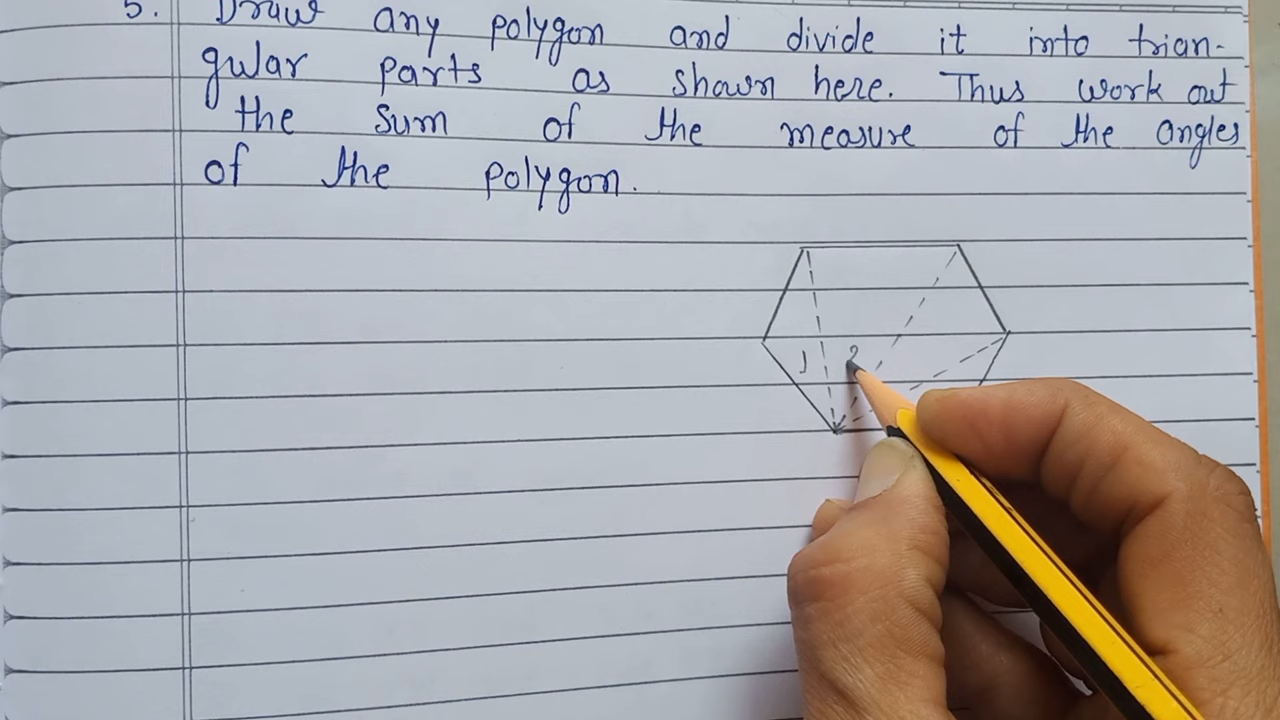 5. Draw any polygon and divide it into trian-
gular parts as shown here. Thus work out
the sum of the measure of the angles
of the polygon.
1 2